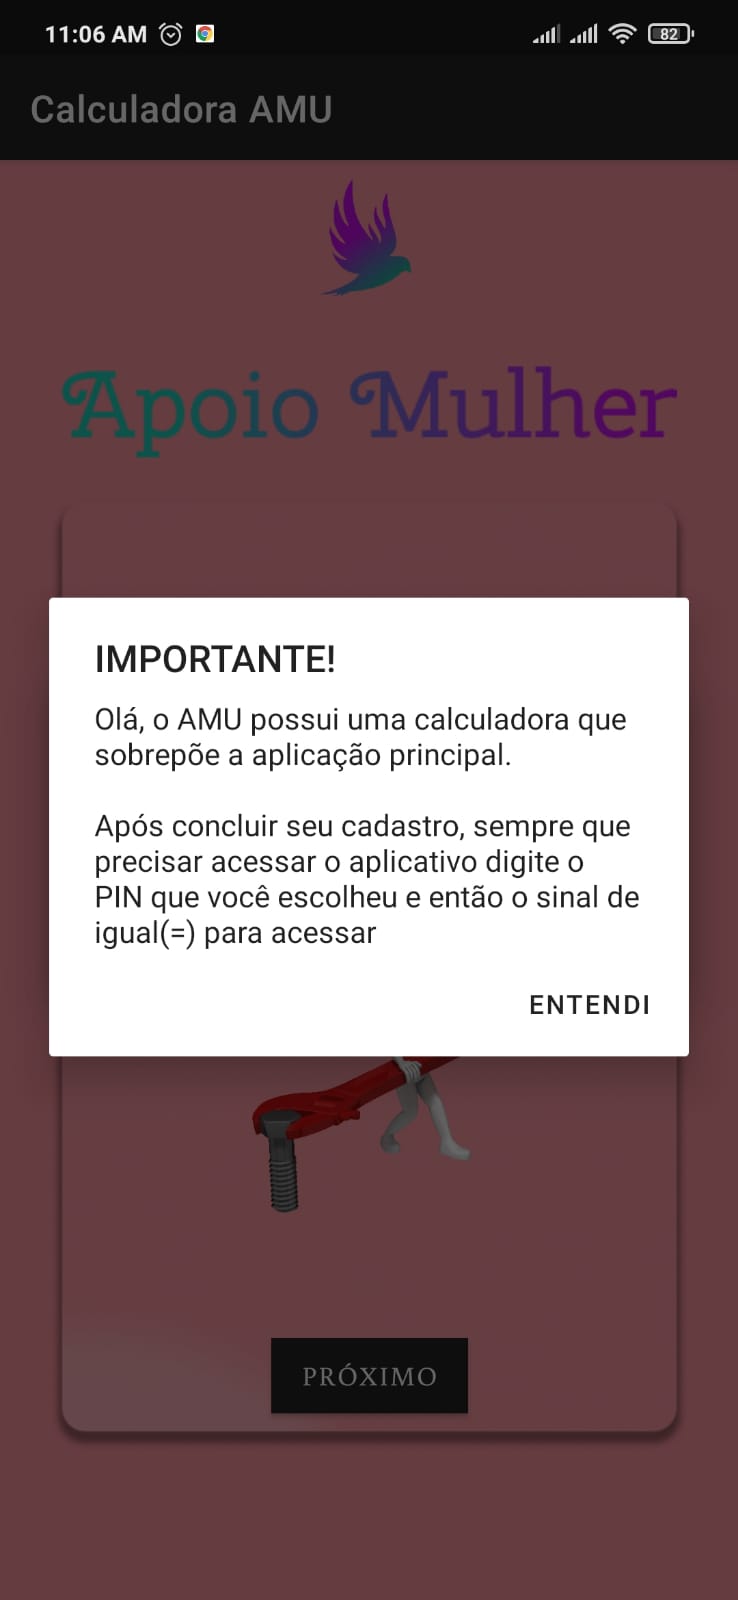 11:06 AM
82
Calculadora AMU
Apoio Mulher
IMPORTANTE!
Olá, o AMU possui uma calculadora que
sobrepõe a aplicação principal.
Após concluir seu cadastro, sempre que
precisar acessar o aplicativo digite o
PIN que você escolheu e então o sinal de
igual(=) para acessar
ENTENDI
PRÓXIMO